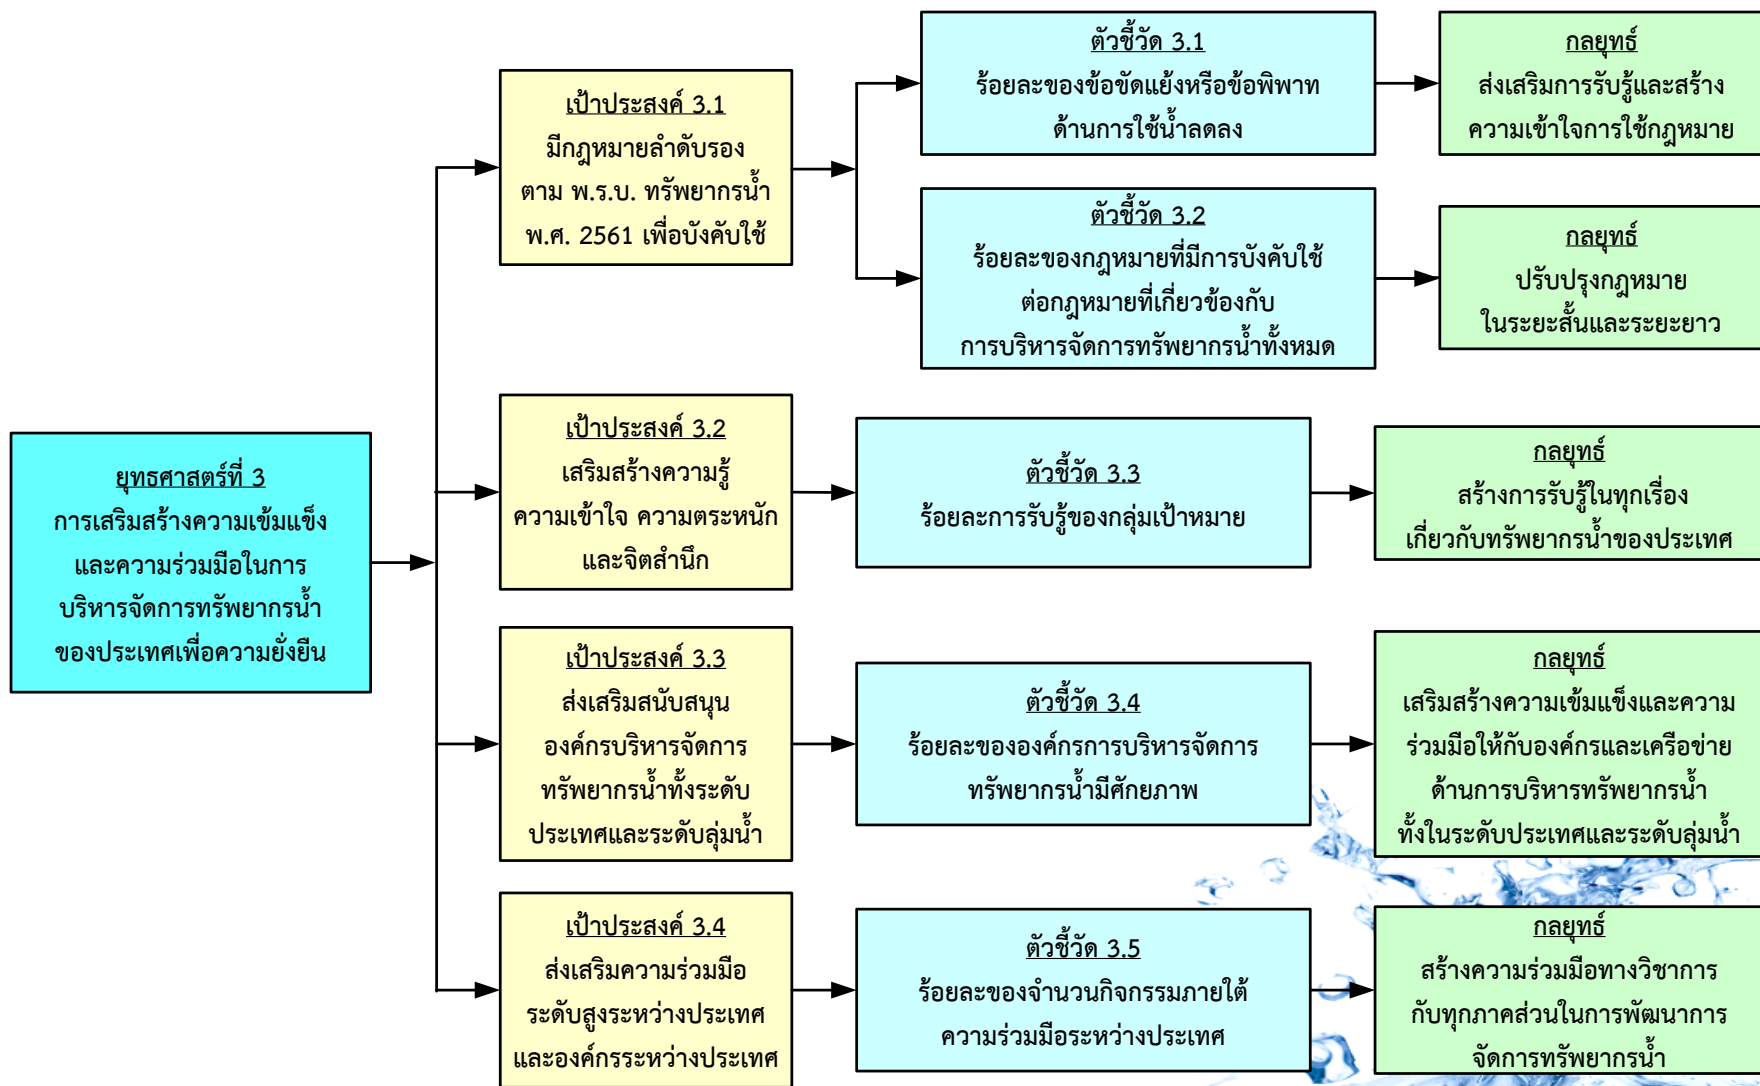 ยุทธศาสตร์ที่ 3
การเสริมสร้างความเข้มแข็ง
และความร่วมมือในการ
บริหารจัดการทรัพยากรน้ำ
ของประเทศเพื่อความยั่งยืน
เป้าประสงค์ 3.1
มีกฎหมายลำดับรอง
ตาม พ.ร.บ. ทรัพยากรน้ำ
พ.ศ. 2561 เพื่อบังคับใช้
ตัวชี้วัด 3.1
ร้อยละของข้อขัดแย้งหรือข้อพิพาท
ด้านการใช้น้ำลดลง
กลยุทธ์
ส่งเสริมการรับรู้และสร้าง
ความเข้าใจการใช้กฎหมาย
ตัวชี้วัด 3.2
ร้อยละของกฎหมายที่มีการบังคับใช้
ต่อกฎหมายที่เกี่ยวข้องกับ
การบริหารจัดการทรัพยากรน้ำทั้งหมด
กลยุทธ์
ปรับปรุงกฎหมาย
ในระยะสั้นและระยะยาว
เป้าประสงค์ 3.2
เสริมสร้างความรู้
ความเข้าใจ ความตระหนัก
และจิตสำนึก
ตัวชี้วัด 3.3
ร้อยละการรับรู้ของกลุ่มเป้าหมาย
กลยุทธ์
สร้างการรับรู้ในทุกเรื่อง
เกี่ยวกับทรัพยากรน้ำของประเทศ
เป้าประสงค์ 3.3
ส่งเสริมสนับสนุน
องค์กรบริหารจัดการ
ทรัพยากรน้ำทั้งระดับ
ประเทศและระดับลุ่มน้ำ
ตัวชี้วัด 3.4
ร้อยละขององค์กรการบริหารจัดการ
ทรัพยากรน้ำมีศักยภาพ
กลยุทธ์
เสริมสร้างความเข้มแข็งและความ
ร่วมมือให้กับองค์กรและเครือข่าย
ด้านการบริหารทรัพยากรน้ำ
ทั้งในระดับประเทศและระดับลุ่มน้ำ
เป้าประสงค์ 3.4
ส่งเสริมความร่วมมือ
ระดับสูงระหว่างประเทศ
และองค์กรระหว่างประเทศ
ตัวชี้วัด 3.5
ร้อยละของจำนวนกิจกรรมภายใต้
ความร่วมมือระหว่างประเทศ
กลยุทธ์
สร้างความร่วมมือทางวิชาการ
กับทุกภาคส่วนในการพัฒนาการ
จัดการทรัพยากรน้ำ